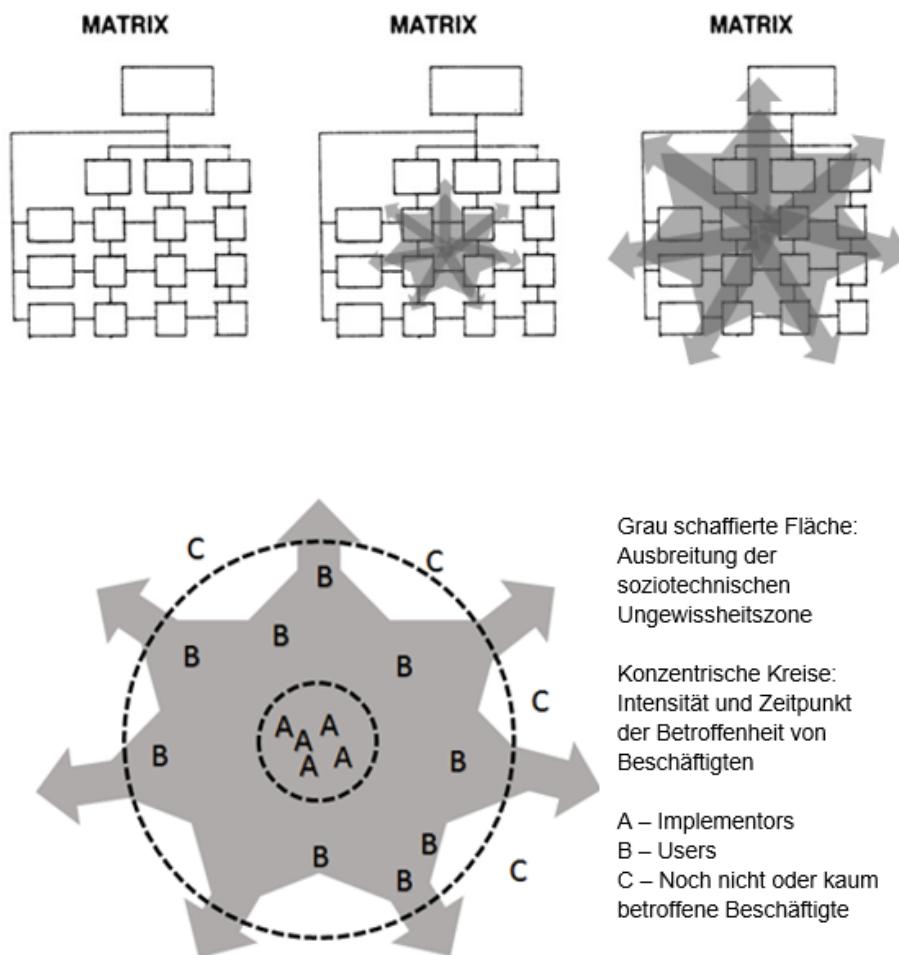 MATRIX
MATRIX
MATRIX
C
C
B
B
B
B
C
A
A
A
B
B
A
A
B
B
C
B
Grau schaffierte Fläche:
Ausbreitung der
soziotechnischen
Ungewissheitszone
Konzentrische Kreise:
Intensität und Zeitpunkt
der Betroffenheit von
Beschäftigten
A – Implementors
B – Users
C – Noch nicht oder kaum
betroffene Beschäftigte